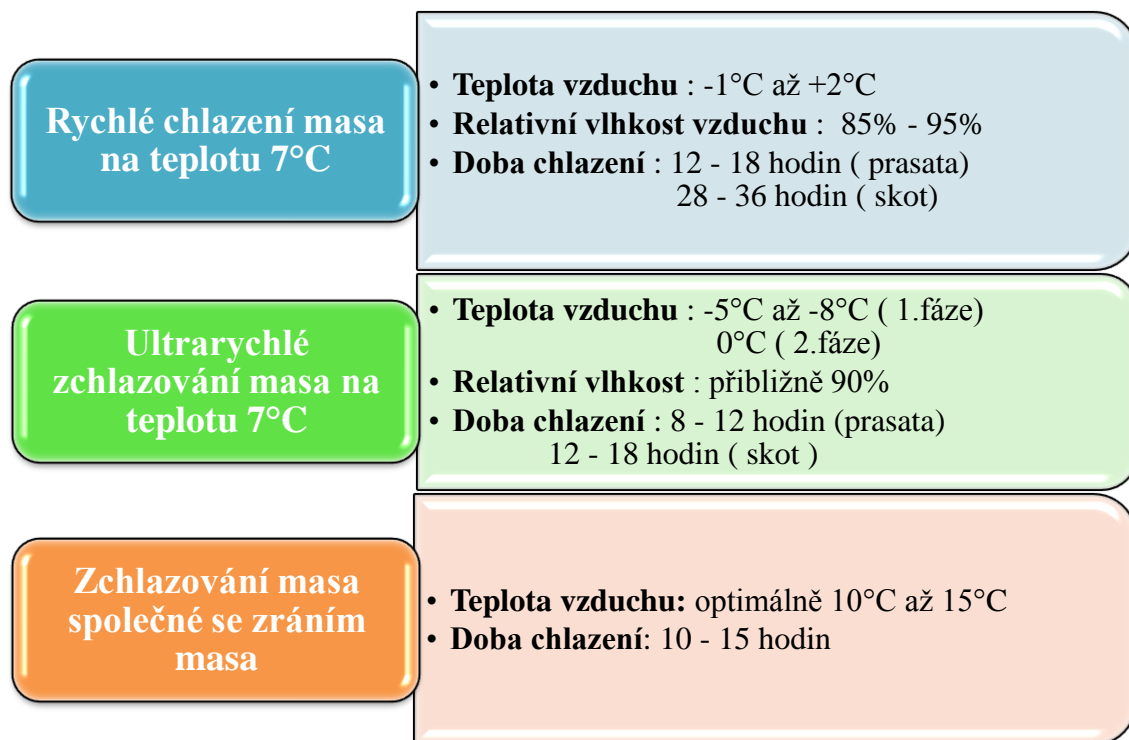 Rychlé chlazení masa
na teplotu 7°C
• Teplota vzduchu : -1°C až +2°C
• Relativní vlhkost vzduchu : 85% - 95%
• Doba chlazení : 12 - 18 hodin ( prasata)
28 - 36 hodin ( skot)
Ultrarychlé
zchlazování masa na
teplotu 7°C
• Teplota vzduchu : -5°C až -8°C ( 1.fáze)
0°C ( 2.fáze)
• Relativní vlhkost : přibližně 90%
• Doba chlazení : 8 - 12 hodin (prasata)
12 - 18 hodin ( skot )
Zchlazování masa
společné se zráním
masa
• Teplota vzduchu: optimálně 10°C až 15°C
• Doba chlazení: 10 - 15 hodin